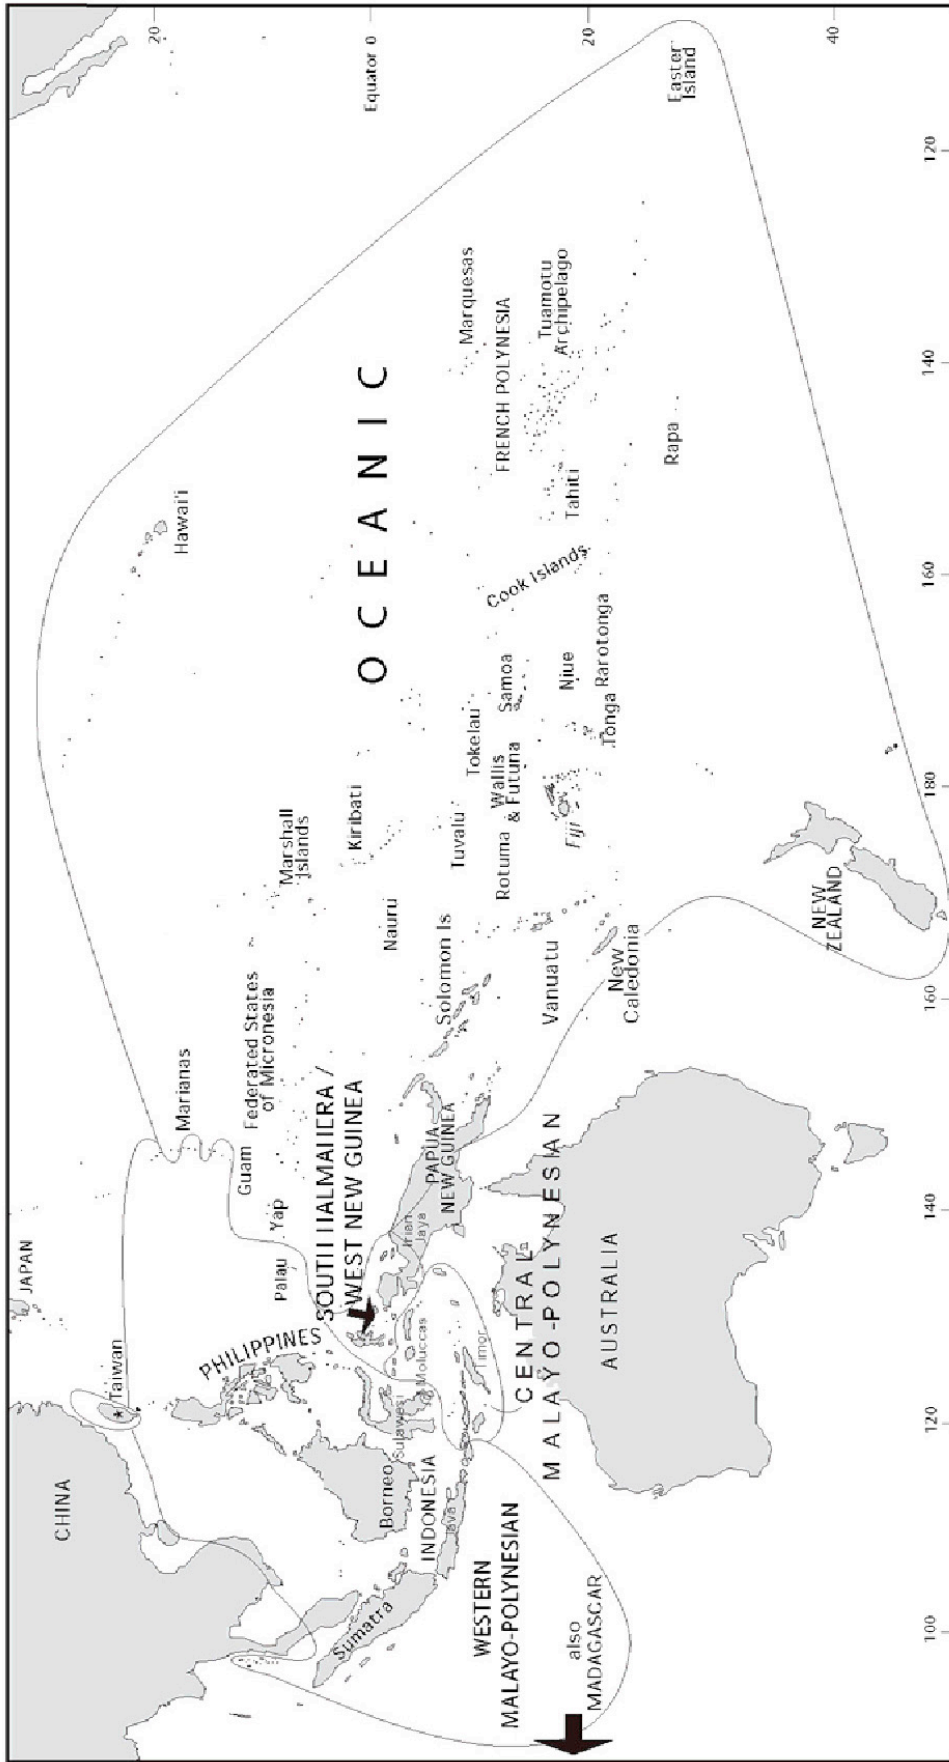 20
Equator 0
20
40
JAPAN
CHINA
Taiwan
Marianas
Hawai'i
PHILIPPINES
Guam
Federated States
of Micronesia
Marshall
Islands
Yap
Palau
SOUTH HALMAHERA /
WEST NEW GUINEA
Kiribati
OCEANIC
Nauru
Borneo
Sulawesi
Moluccas
Irian
Jaya
PAPUA
NEW GUINEA
Solomon Is
Tuvalu
Tokelau
Marquesas
Sumatra
INDONESIA
Java
Timor
Rotuma
Wallis
& Futuna
Samoa
Cook Islands
FRENCH POLYNESIA
Tuamotu
Archipelago
WESTERN
MALAYO-POLYNESIAN
CENTRAL
MALAYO-POLYNESIAN
Vanuatu
Fiji
Niue
Tahiti
also
MADAGASCAR
AUSTRALIA
New
Caledonia
Tonga
Rarotonga
Rapa
Easter
Island
NEW
ZEALAND
100
120
140
160
180
160
140
120